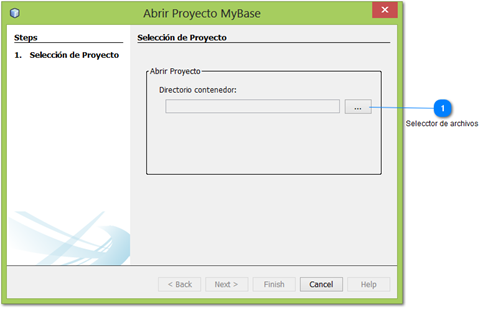 Abrir Proyecto MyBase
Steps
1. Selección de Proyecto
Selección de Proyecto
Abrir Proyecto
Directorio contenedor:
...
1
Selecctor de archivos
< Back
Next >
Finish
Cancel
Help